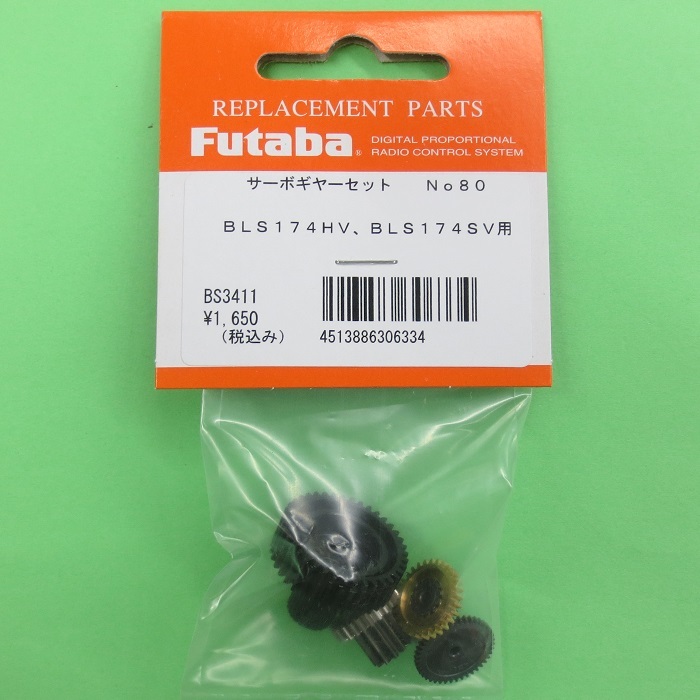 REPLACEMENT PARTS
Futaba® DIGITAL PROPORTIONAL
RADIO CONTROL SYSTEM
サーボギヤーセット　Ｎｏ８０
ＢＬＳ１７４ＨＶ、ＢＬＳ１７４ＳＶ用
BS3411
¥1,650
（税込み）
4513886306334